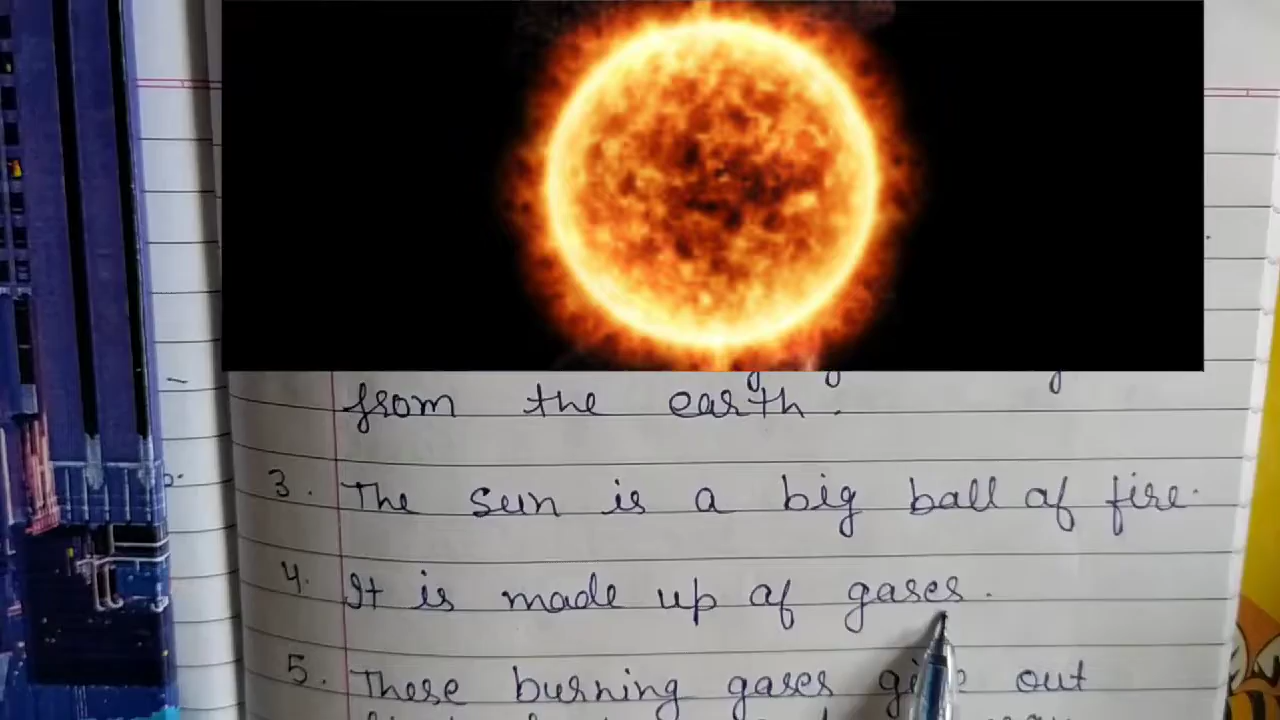 from the earth.
3. The sun is a big ball of fire.
4. It is made up of gases.
5. These burning gases give out